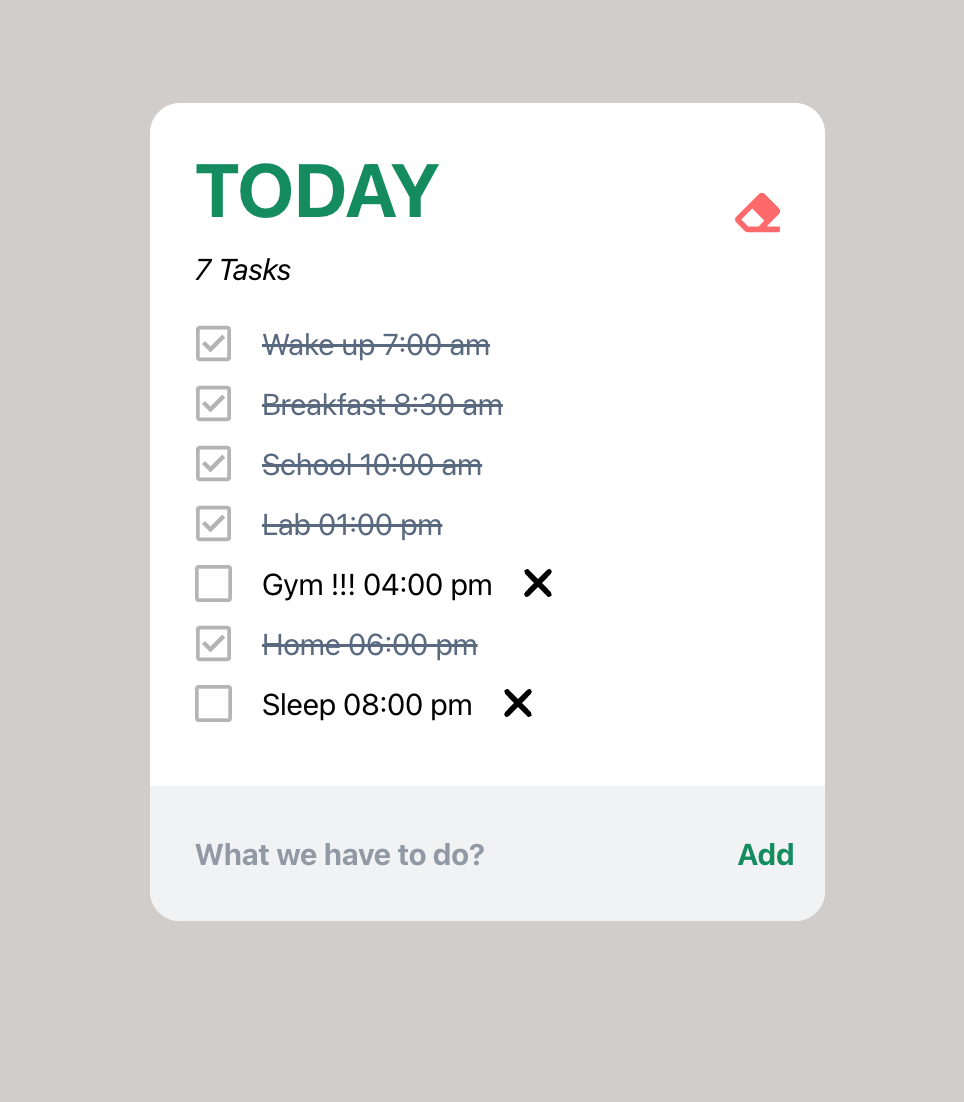 TODAY
7 Tasks
Wake up 7:00 am
Breakfast 8:30 am
School 10:00 am
Lab 01:00 pm
Gym !!! 04:00 pm
Home 06:00 pm
Sleep 08:00 pm
What we have to do? Add